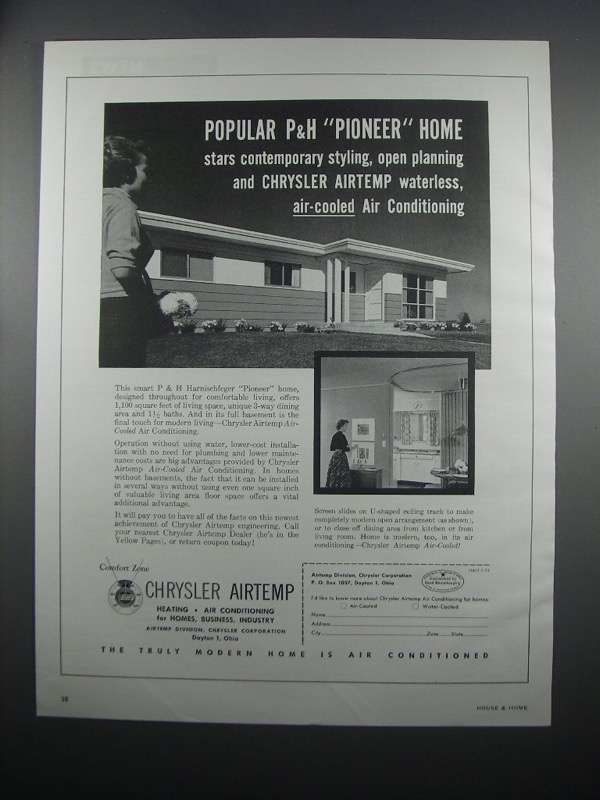 POPULAR P&H "PIONEER" HOME
stars contemporary styling, open planning
and CHRYSLER AIRTEMP waterless,
air-cooled Air Conditioning
This smart P & H Harnischfeger "Pioneer" home,
designed throughout for comfortable living, offers
1,100 square feet of living space, unique 3-way dining
area and 1½ baths. And in its full basement is the
final touch for modern living—Chrysler Airtemp Air-
Cooled Air Conditioning.
Operation without using water, lower-cost installa-
tion with no need for plumbing and lower mainte-
nance costs are big advantages provided by Chrysler
Airtemp Air-Cooled Air Conditioning. In homes
without basements, the fact that it can be installed
in several ways without using even one square inch
of valuable living area floor space offers a vital
additional advantage.
It will pay you to have all of the facts on this newest
achievement of Chrysler Airtemp engineering. Call
your nearest Chrysler Airtemp Dealer (he's in the
Yellow Pages), or return coupon today!
Screen slides on U-shaped ceiling track to make
completely modern open arrangement (as shown),
or to close off dining area from kitchen or from
living room. Home is modern, too, in its air
conditioning—Chrysler Airtemp Air-Cooled!
Comfort Zone
CHRYSLER AIRTEMP
HEATING • AIR CONDITIONING
for HOMES, BUSINESS, INDUSTRY
AIRTEMP DIVISION, CHRYSLER CORPORATION
Dayton 1, Ohio
Airtemp Division, Chrysler Corporation
P. O. Box 1037, Dayton 1, Ohio
I'd like to know more about Chrysler Airtemp Air Conditioning for homes:
Air-Cooled Water-Cooled
Name
Address
City Zone State
THE TRULY MODERN HOME IS AIR CONDITIONED
58
HOUSE & HOME